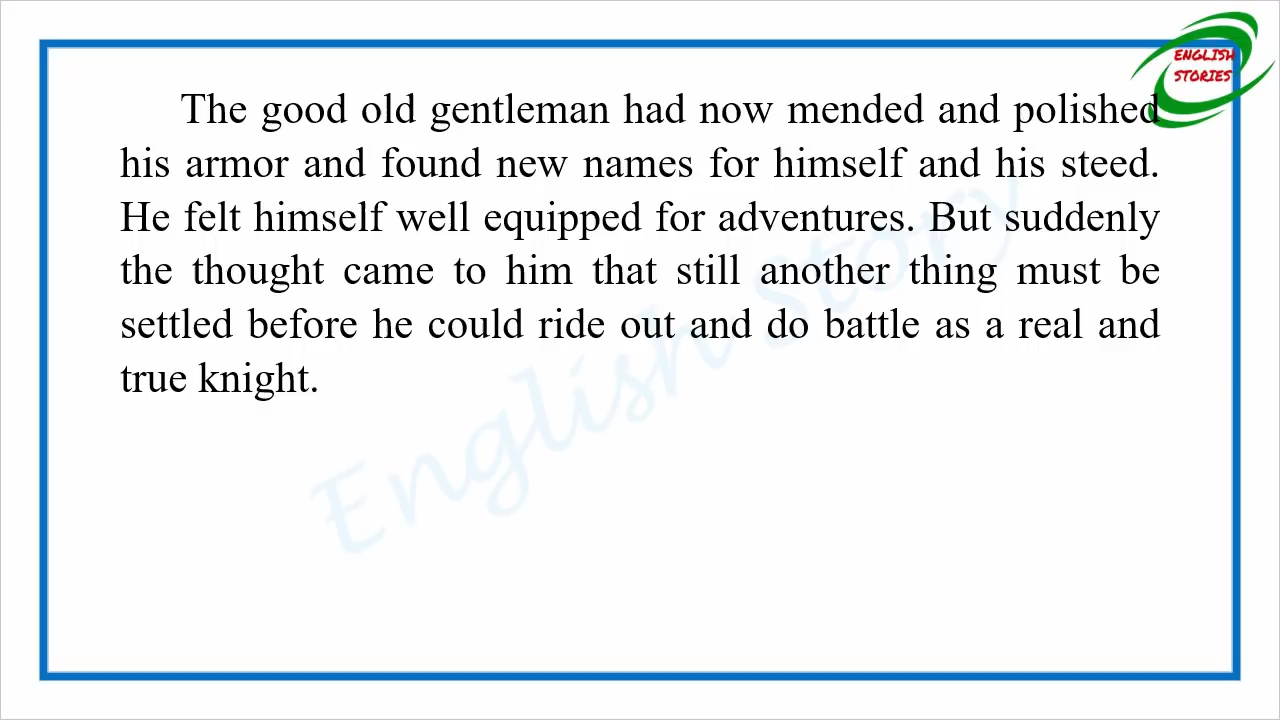 ENGLISH
STORIES
The good old gentleman had now mended and polished
his armor and found new names for himself and his steed.
He felt himself well equipped for adventures. But suddenly
the thought came to him that still another thing must be
settled before he could ride out and do battle as a real and
true knight.
English Story